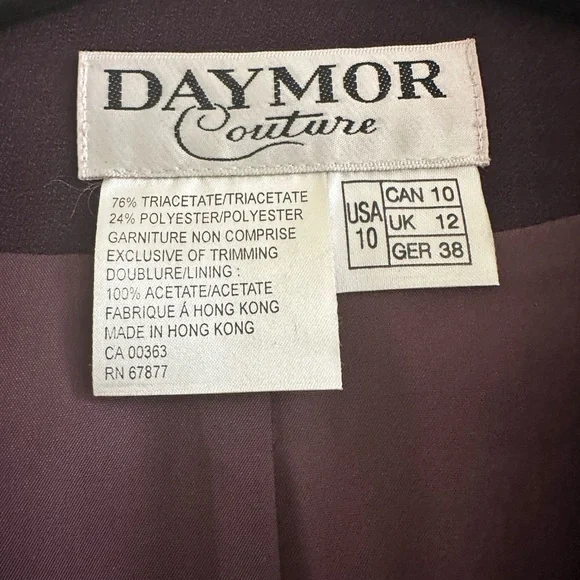 DAYMOR
Couture
76% TRIACETATE/TRIACETATE
24% POLYESTER/POLYESTER
GARNITURE NON COMPRISE
EXCLUSIVE OF TRIMMING
DOUBLURE/LINING :
100% ACETATE/ACETATE
FABRIQUE Á HONG KONG
MADE IN HONG KONG
CA 00363
RN 67877
USA
10
CAN 10
UK 12
GER 38